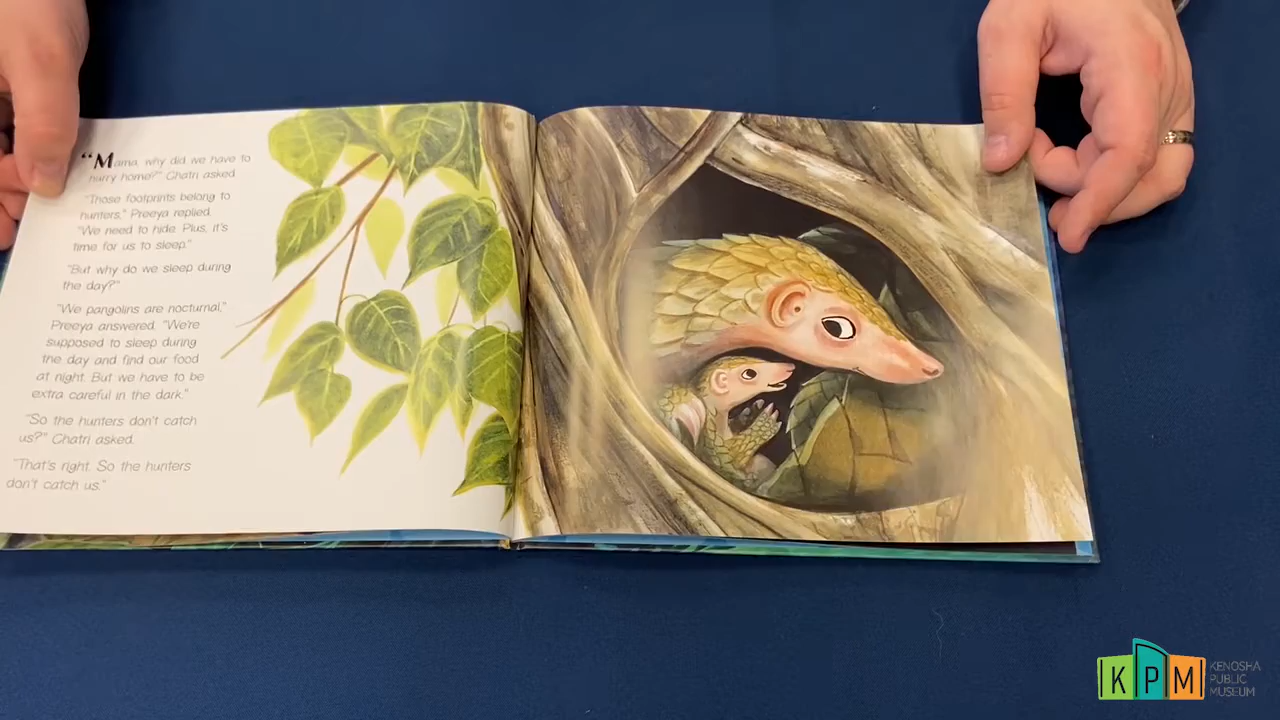 "Mama, why did we have to
hurry home?" Chatri asked.
"Those footprints belong to
hunters," Preeya replied.
"We need to hide. Plus, it's
time for us to sleep."
"But why do we sleep during
the day?"
"We pangolins are nocturnal,"
Preeya answered. "We're
supposed to sleep during
the day and find our food
at night. But we have to be
extra careful in the dark."
"So the hunters don't catch
us?" Chatri asked.
"That's right. So the hunters
don't catch us."
KPM
KENOSHA
PUBLIC
MUSEUM